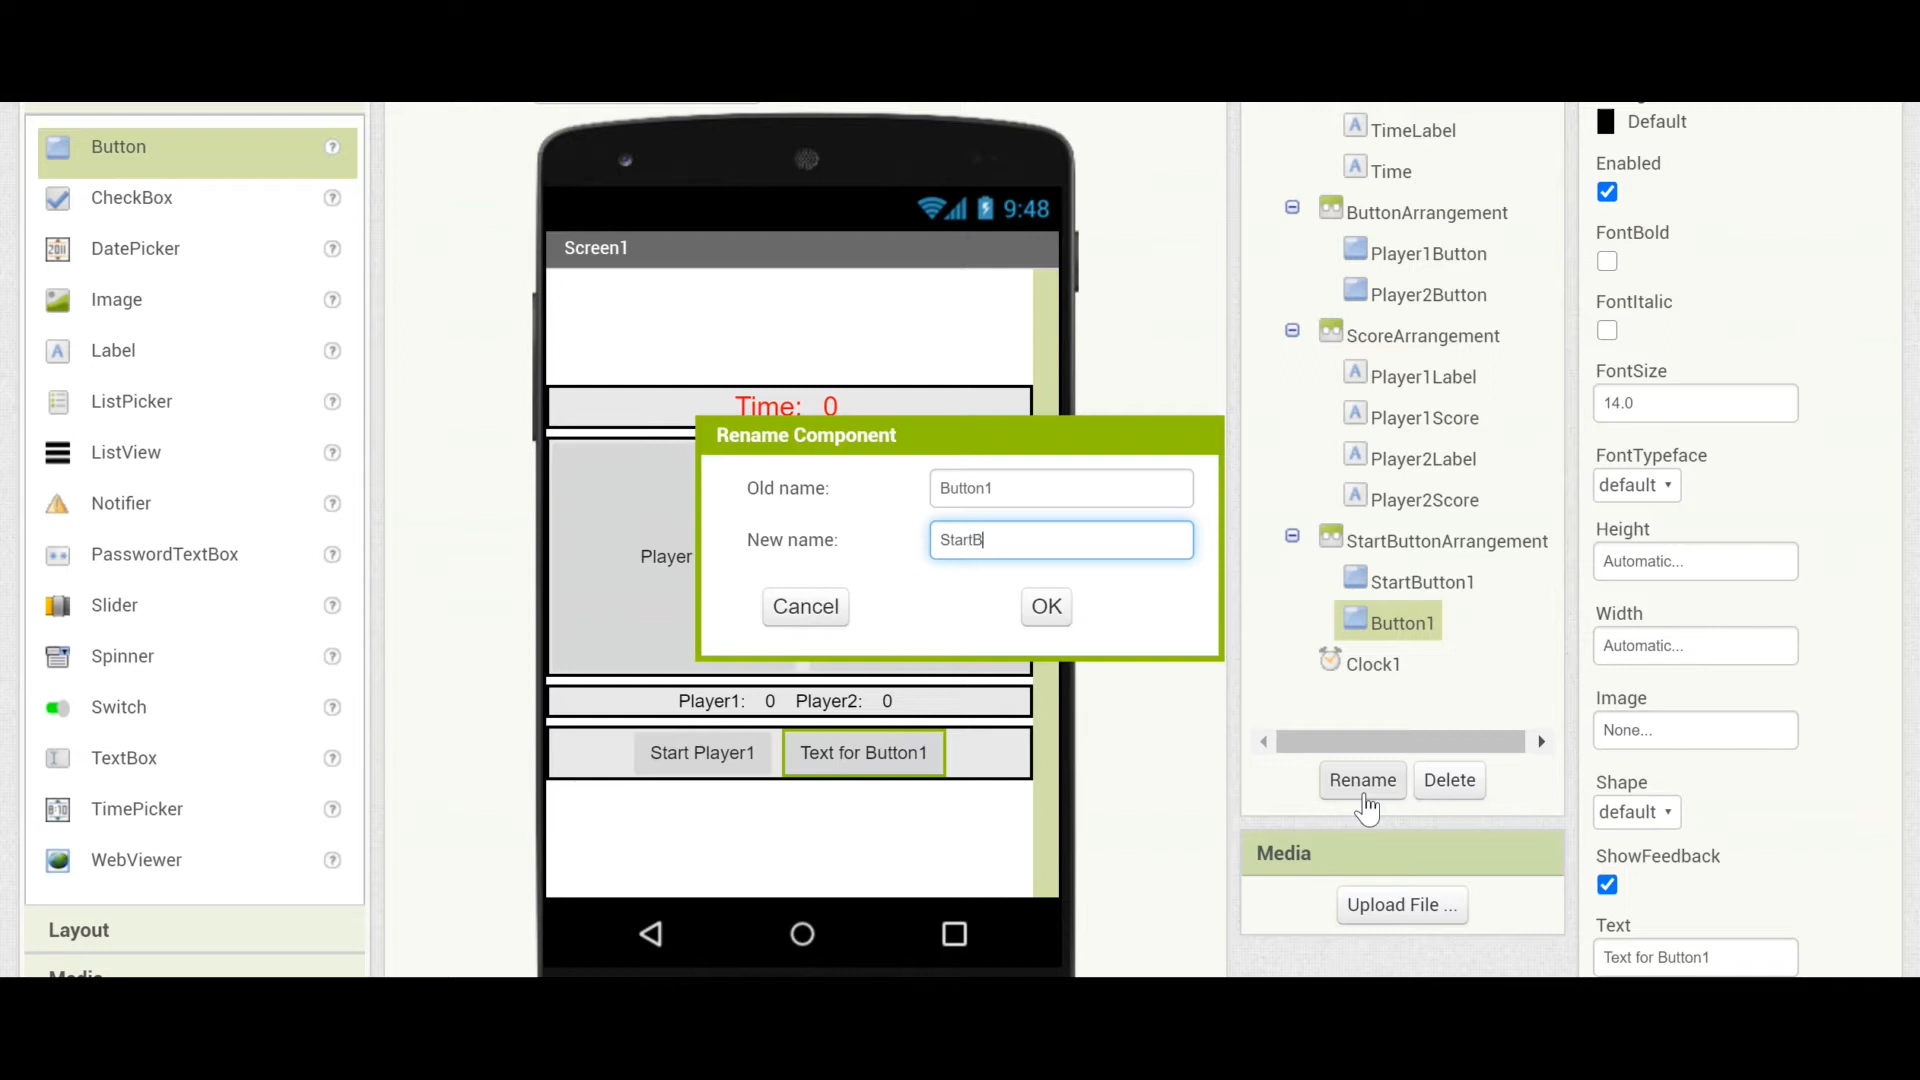 Button
CheckBox
DatePicker
Image
Label
ListPicker
ListView
Notifier
PasswordTextBox
Slider
Spinner
Switch
TextBox
TimePicker
WebViewer
Layout
Media
9:48
Screen1
Time: 0
Player
Player1: 0 Player2: 0
Start Player1
Text for Button1
Rename Component
Old name:
Button1
New name:
StartB
Cancel
OK
TimeLabel
Time
ButtonArrangement
Player1Button
Player2Button
ScoreArrangement
Player1Label
Player1Score
Player2Label
Player2Score
StartButtonArrangement
StartButton1
Button1
Clock1
Rename
Delete
Media
Upload File ...
Default
Enabled
FontBold
FontItalic
FontSize
14.0
FontTypeface
default
Height
Automatic...
Width
Automatic...
Image
None...
Shape
default
ShowFeedback
Text
Text for Button1